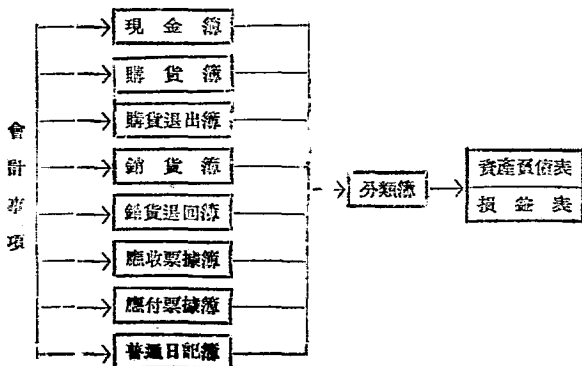 會計事項
現金簿
購貨簿
購貨退出簿
銷貨簿
銷貨退回簿
應收票據簿
應付票據簿
普通日記簿
分類簿
資產負債表
損益表